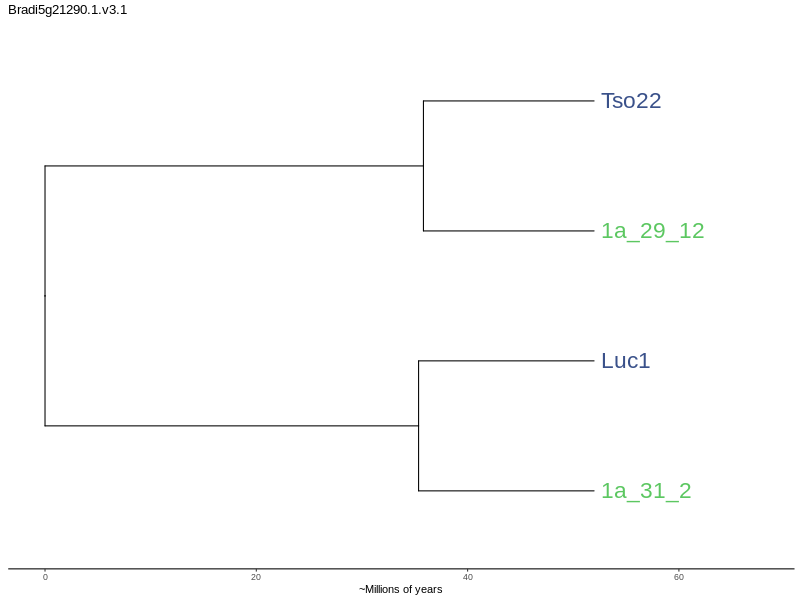 Bradi5g21290.1.v3.1
Tso22
1a_29_12
Luc1
1a_31_2
0 20 40 60
~Millions of years